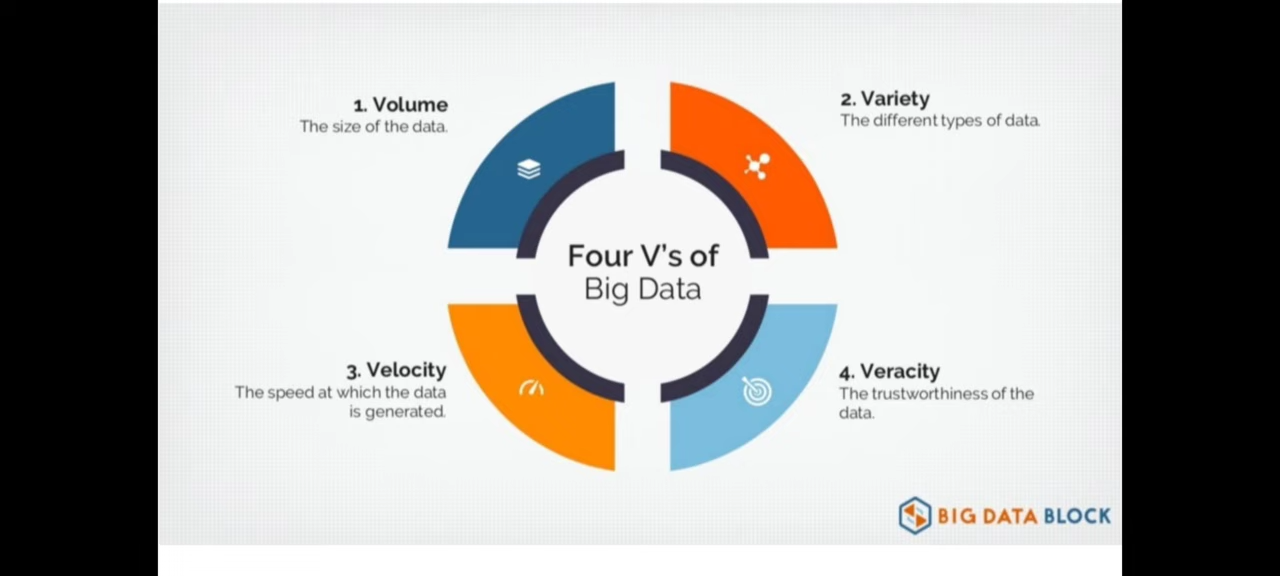 1. Volume
The size of the data.
2. Variety
The different types of data.
Four V's of
Big Data
3. Velocity
The speed at which the data
is generated.
4. Veracity
The trustworthiness of the
data.
BIG DATA BLOCK